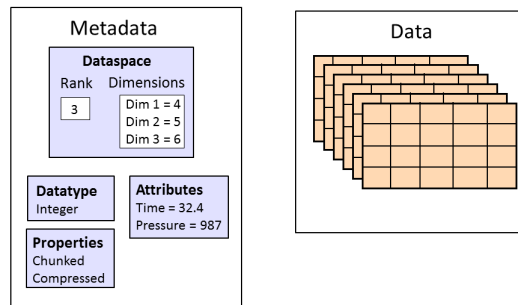 Metadata
Dataspace
Rank Dimensions
3
Dim 1 = 4
Dim 2 = 5
Dim 3 = 6
Datatype
Integer
Attributes
Time = 32.4
Pressure = 987
Properties
Chunked
Compressed
Data